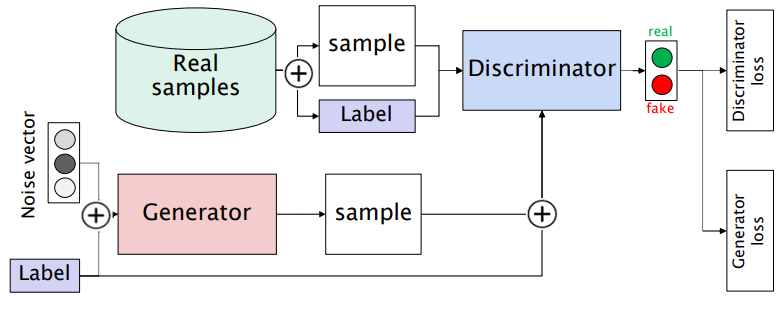 Real
samples
sample
Label
Discriminator
real
fake
Discriminator
loss
Noise vector
Generator
sample
Label
Generator
loss